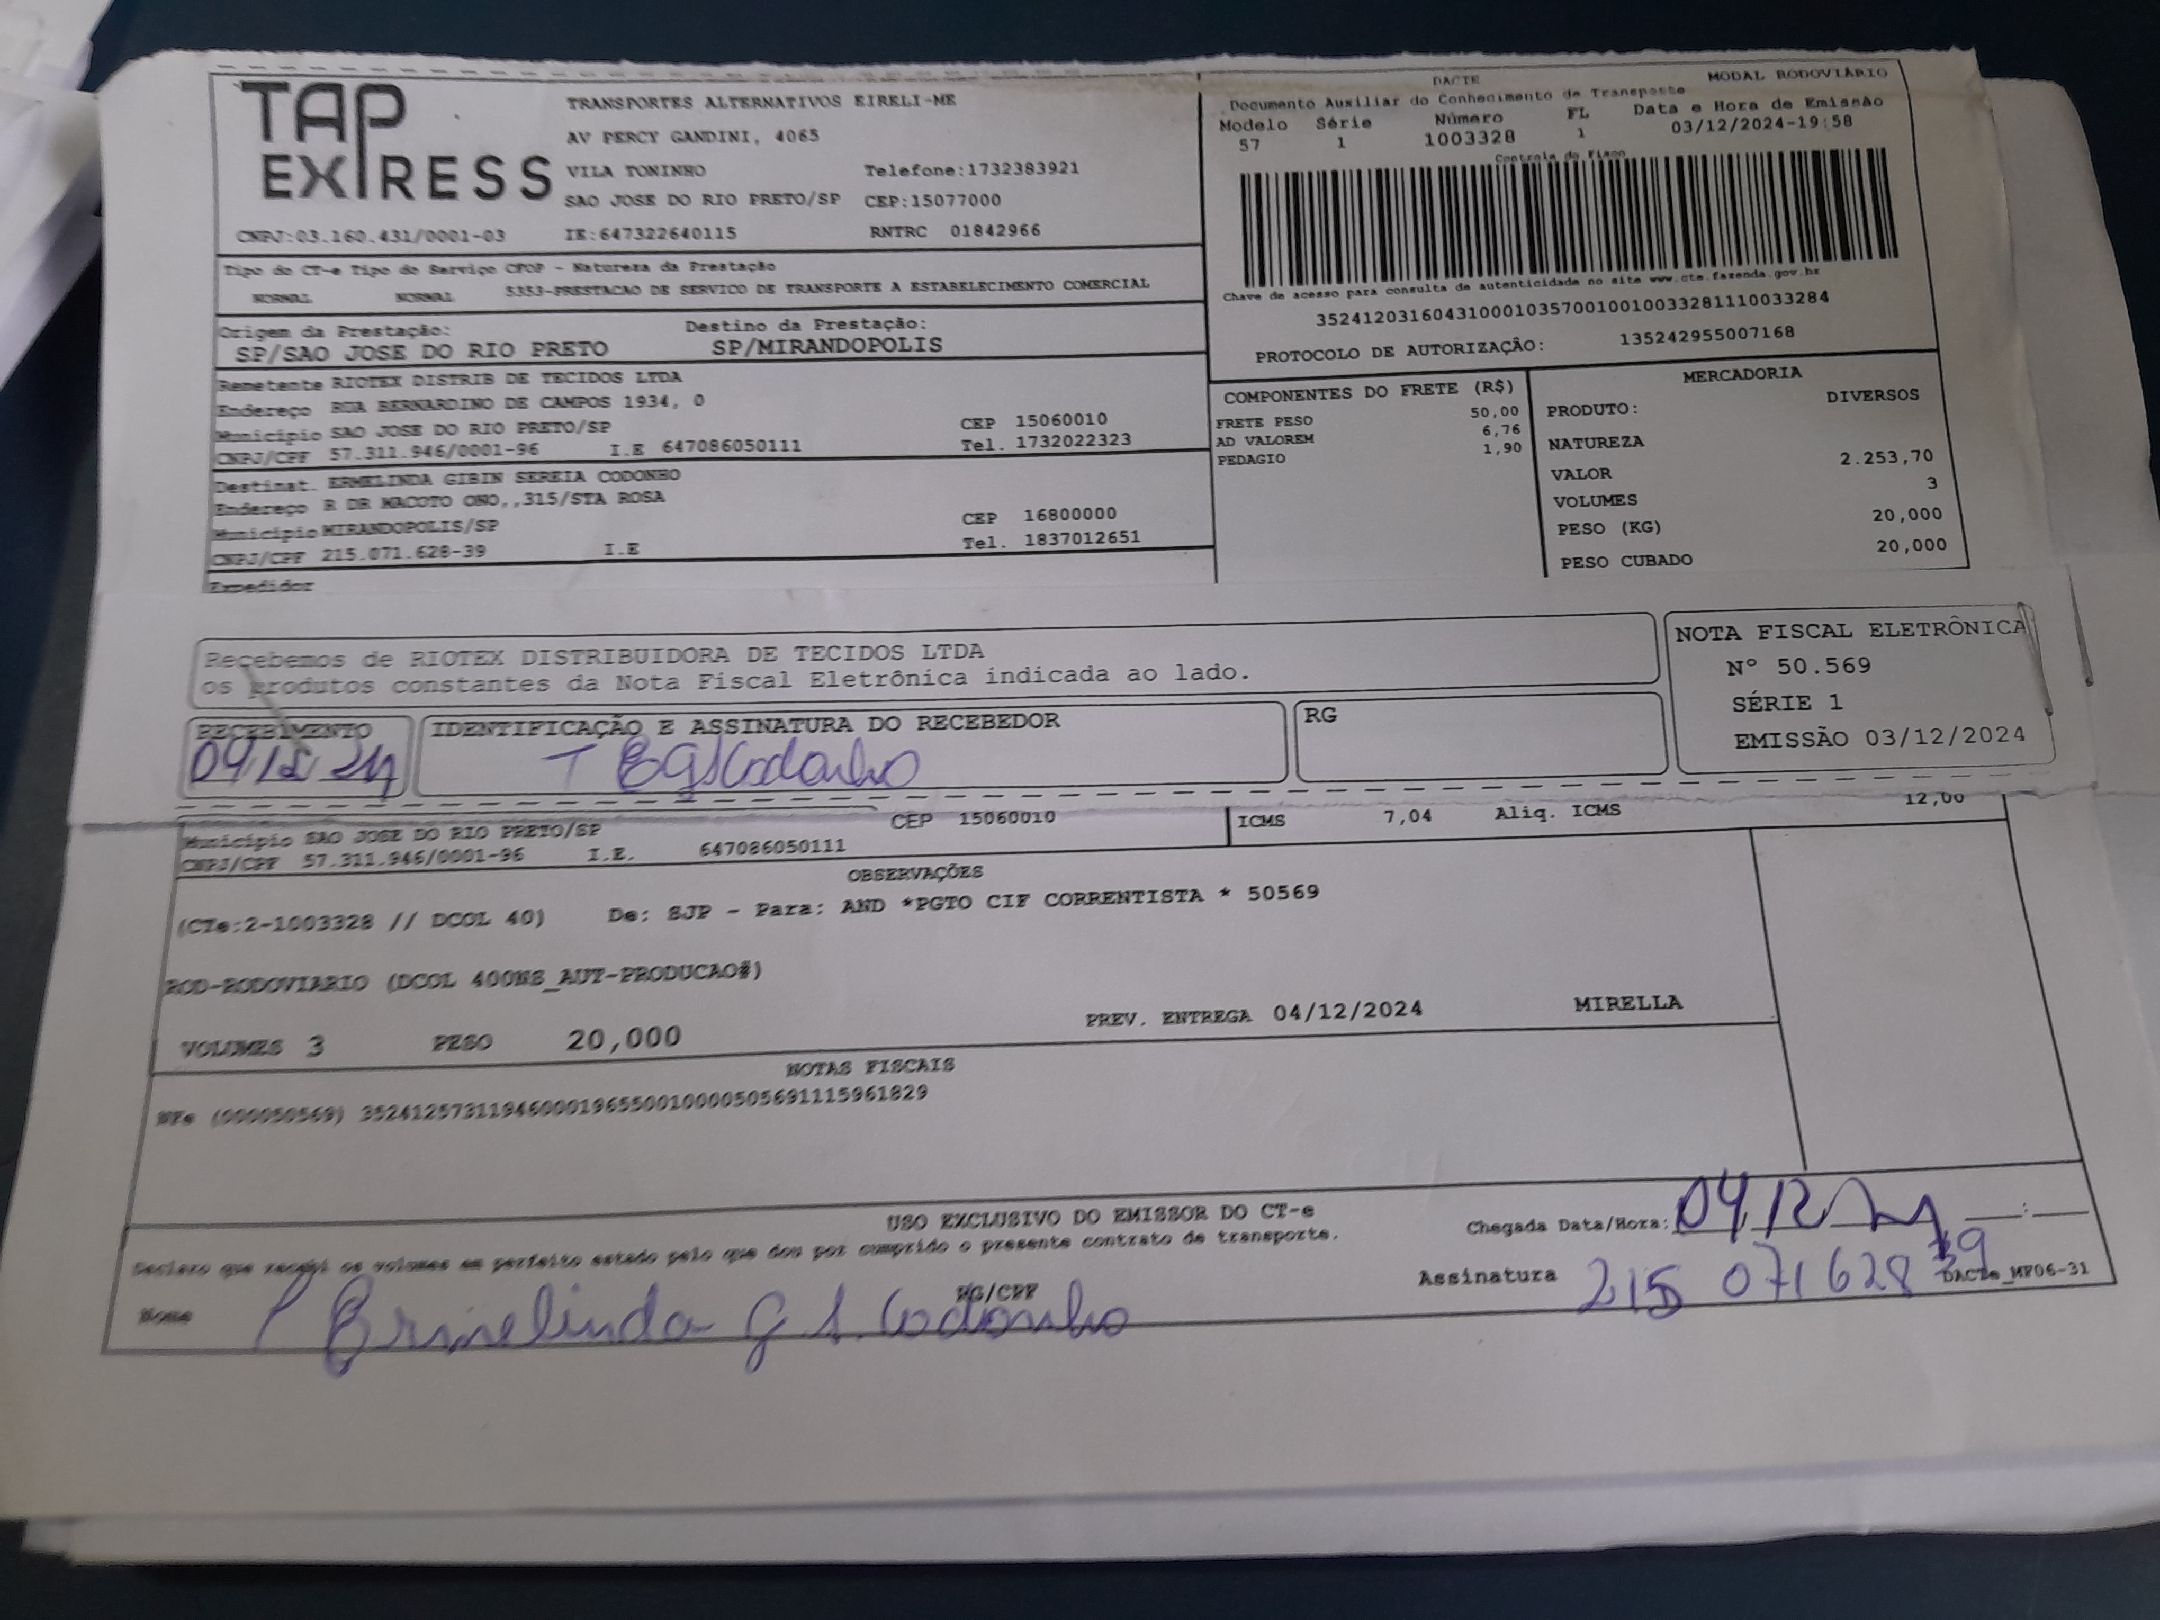 TAP EXPRESS
TRANSPORTES ALTERNATIVOS EIRELI-ME
AV PERCY GANDINI, 4065
VILA TONINHO Telefone:1732383921
SAO JOSE DO RIO PRETO/SP CEP:15077000
CNPJ:03.160.431/0001-03 IE:647322640115 RNTRC 01842966
DACTE MODAL RODOVIÁRIO
Documento Auxiliar do Conhecimento de Transporte
Modelo Série Número FL Data e Hora de Emissão
57 1 1003328 1 03/12/2024-19:58
Controle do Fisco
Chave de acesso para consulta de autenticidade no site www.cte.fazenda.gov.br
35241203160431000103570010010033281110033284
PROTOCOLO DE AUTORIZAÇÃO: 135242955007168
Tipo do CT-e Tipo do Serviço CFOP - Natureza da Prestação
NORMAL NORMAL 5353-PRESTACAO DE SERVICO DE TRANSPORTE A ESTABELECIMENTO COMERCIAL
Origem da Prestação: Destino da Prestação:
SP/SAO JOSE DO RIO PRETO SP/MIRANDOPOLIS
Remetente RIOTEX DISTRIB DE TECIDOS LTDA
Endereço RUA BERNARDINO DE CAMPOS 1934, 0
Município SAO JOSE DO RIO PRETO/SP CEP 15060010
CNPJ/CPF 57.311.946/0001-96 I.E 647086050111 Tel. 1732022323
Destinat. ERMELINDA GIBIN SEREIA CODONHO
Endereço R DR MACOTO ONO,,315/STA ROSA
Município MIRANDOPOLIS/SP CEP 16800000
CNPJ/CPF 215.071.628-39 I.E Tel. 1837012651
Expedidor
COMPONENTES DO FRETE (R$)
FRETE PESO 50,00
AD VALOREM 6,76
PEDAGIO 1,90
MERCADORIA
PRODUTO: DIVERSOS
NATUREZA
VALOR 2.253,70
VOLUMES 3
PESO (KG) 20,000
PESO CUBADO 20,000
Recebemos de RIOTEX DISTRIBUIDORA DE TECIDOS LTDA
os produtos constantes da Nota Fiscal Eletrônica indicada ao lado.
NOTA FISCAL ELETRÔNICA
Nº 50.569
SÉRIE 1
EMISSÃO 03/12/2024
RECEBIMENTO IDENTIFICAÇÃO E ASSINATURA DO RECEBEDOR RG
04/12 24 EGSCodonho
Município SAO JOSE DO RIO PRETO/SP CEP 15060010 ICMS 7,04 Aliq. ICMS 12,00
CNPJ/CPF 57.311.946/0001-96 I.E. 647086050111
OBSERVAÇÕES
(CTe:2-1003328 // DCOL 40) De: SJP - Para: AND *PGTO CIF CORRENTISTA * 50569
ROD-RODOVIARIO (DCOL 400NB_AUT-PRODUCAO#)
VOLUMES 3 PESO 20,000 PREV. ENTREGA 04/12/2024 MIRELLA
NOTAS FISCAIS
NFe (000050569) 35241257311946000196550010000505691115961829
USO EXCLUSIVO DO EMISSOR DO CT-e
Declaro que recebi os volumes em perfeito estado pelo que dou por cumprido o presente contrato de transporte.
Chegada Data/Hora: 04/12 24 __:__
Nome Ermelinda G. S. Codonho RG/CPF Assinatura 215 071 628 39
DACTe_MF06-31